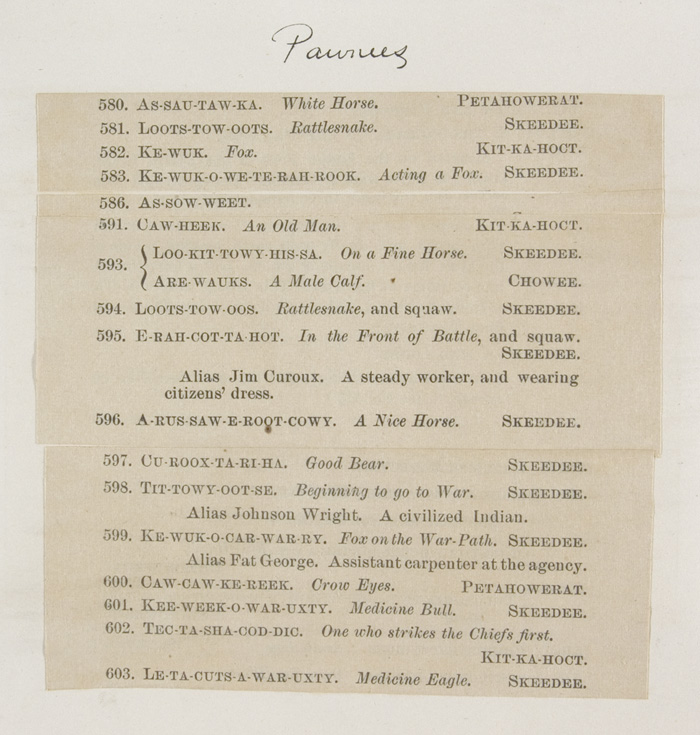 Pawnees
580. AS-SAU-TAW-KA. White Horse. PETAHOWERAT.
581. LOOTS-TOW-OOTS. Rattlesnake. SKEEDEE.
582. KE-WUK. Fox. KIT-KA-HOCT.
583. KE-WUK-O-WE-TE-RAH-ROOK. Acting a Fox. SKEEDEE.
586. AS-SOW-WEET.
591. CAW-HEEK. An Old Man. KIT-KA-HOCT.
593. { LOO-KIT-TOWY-HIS-SA. On a Fine Horse. SKEEDEE.
ARE-WAUKS. A Male Calf. CHOWEE.
594. LOOTS-TOW-OOS. Rattlesnake, and squaw. SKEEDEE.
595. E-RAH-COT-TA-HOT. In the Front of Battle, and squaw.
SKEEDEE.
Alias Jim Curoux. A steady worker, and wearing
citizens' dress.
596. A-RUS-SAW-E-ROOT-COWY. A Nice Horse. SKEEDEE.
597. CU-ROOX-TA-RI-HA. Good Bear. SKEEDEE.
598. TIT-TOWY-OOT-SE. Beginning to go to War. SKEEDEE.
Alias Johnson Wright. A civilized Indian.
599. KE-WUK-O-CAR-WAR-RY. Fox on the War-Path. SKEEDEE.
Alias Fat George. Assistant carpenter at the agency.
600. CAW-CAW-KE-REEK. Crow Eyes. PETAHOWERAT.
601. KEE-WEEK-O-WAR-UXTY. Medicine Bull. SKEEDEE.
602. TEC-TA-SHA-COD-DIC. One who strikes the Chiefs first.
KIT-KA-HOCT.
603. LE-TA-CUTS-A-WAR-UXTY. Medicine Eagle. SKEEDEE.